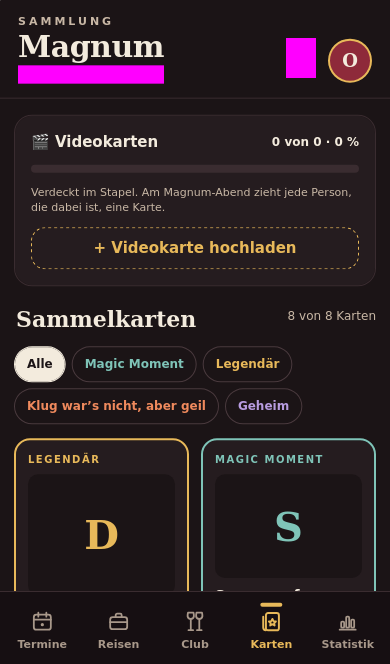 SAMMLUNG
Magnum
O
🎬 Videokarten
0 von 0 · 0 %
Verdeckt im Stapel. Am Magnum-Abend zieht jede Person,
die dabei ist, eine Karte.
+ Videokarte hochladen
Sammelkarten
8 von 8 Karten
Alle
Magic Moment
Legendär
Klug war’s nicht, aber geil
Geheim
LEGENDÄR
MAGIC MOMENT
D
S
Termine
Reisen
Club
Karten
Statistik